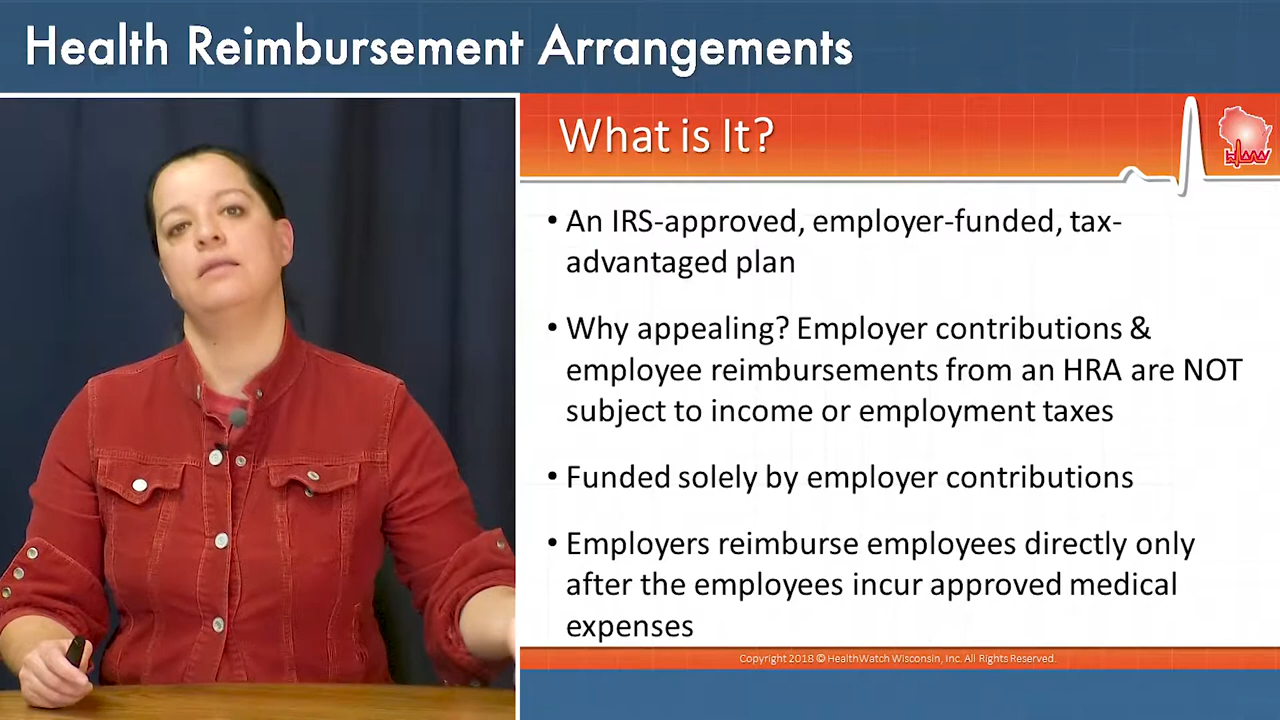 Health Reimbursement Arrangements
What is It?
• An IRS-approved, employer-funded, tax-
advantaged plan
• Why appealing? Employer contributions &
employee reimbursements from an HRA are NOT
subject to income or employment taxes
• Funded solely by employer contributions
• Employers reimburse employees directly only
after the employees incur approved medical
expenses
Copyright 2018 © HealthWatch Wisconsin, Inc. All Rights Reserved.